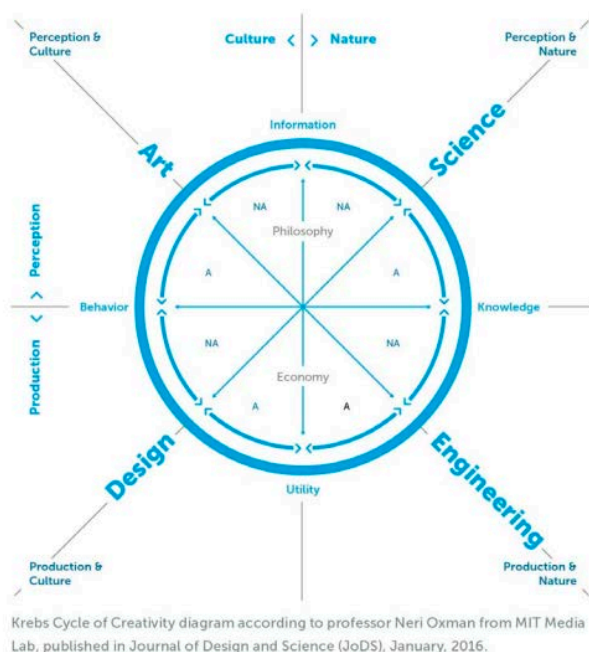 Perception &
Culture
Culture < > Nature
Perception &
Nature
Information
Art
Science
NA
NA
Philosophy
A
A
Perception
Behavior
Knowledge
Production
NA
NA
Economy
A
A
Design
Engineering
Utility
Production &
Culture
Production &
Nature
Krebs Cycle of Creativity diagram according to professor Neri Oxman from MIT Media
Lab, published in Journal of Design and Science (JoDS), January, 2016.